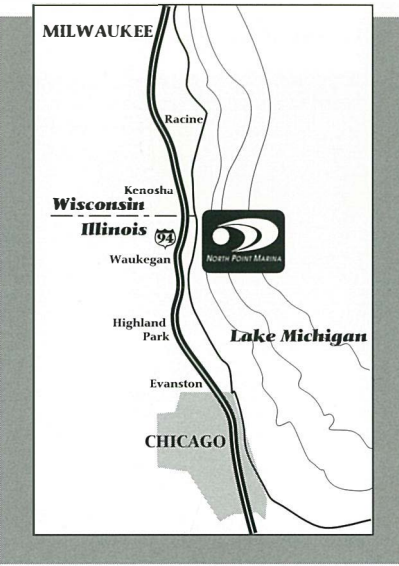 MILWAUKEE
Racine
Kenosha
Wisconsin
Illinois
94
Waukegan
NORTH POINT MARINA
Highland
Park
Lake Michigan
Evanston
CHICAGO